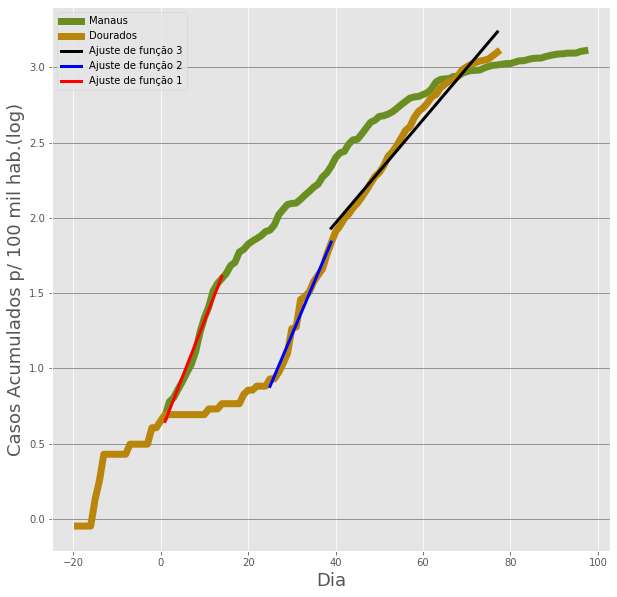 Manaus
Dourados
Ajuste de função 3
Ajuste de função 2
Ajuste de função 1
Casos Acumulados p/ 100 mil hab.(log)
3.0
2.5
2.0
1.5
1.0
0.5
0.0
−20 0 20 40 60 80 100
Dia